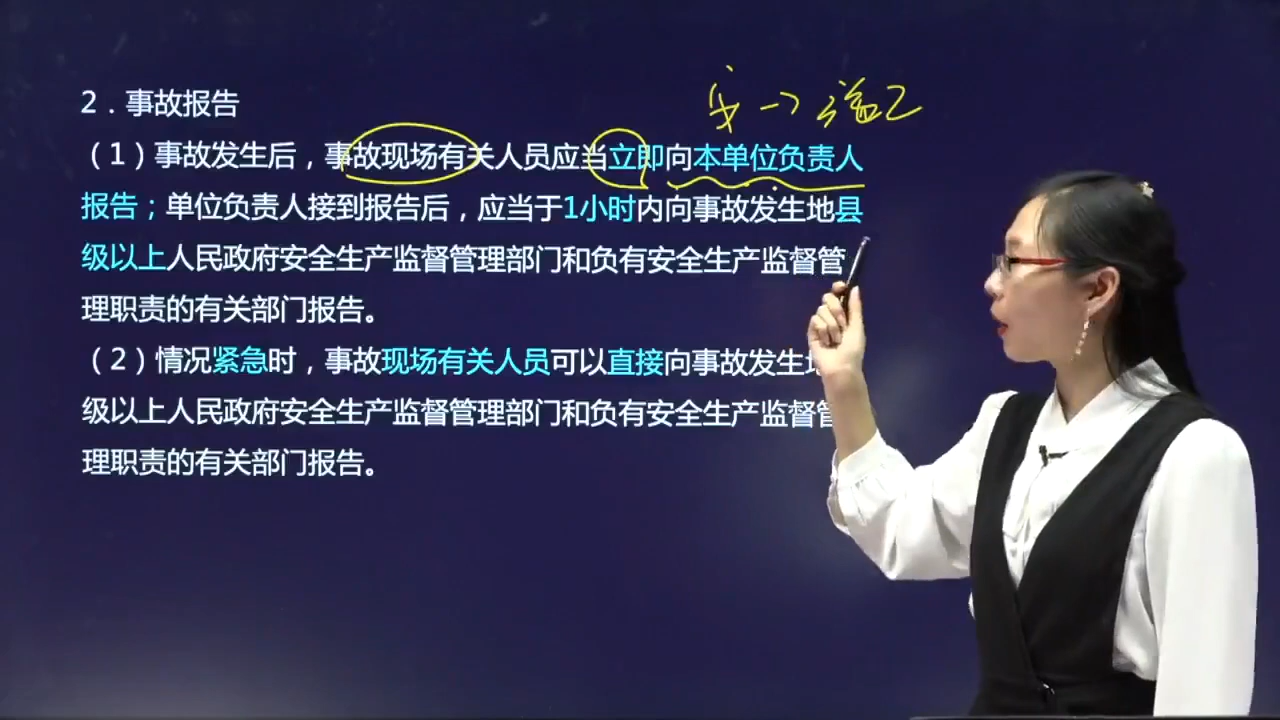 2．事故报告
（1）事故发生后，事故现场有关人员应当立即向本单位负责人
报告；单位负责人接到报告后，应当于1小时内向事故发生地县
级以上人民政府安全生产监督管理部门和负有安全生产监督管
理职责的有关部门报告。
（2）情况紧急时，事故现场有关人员可以直接向事故发生
级以上人民政府安全生产监督管理部门和负有安全生产监督
理职责的有关部门报告。